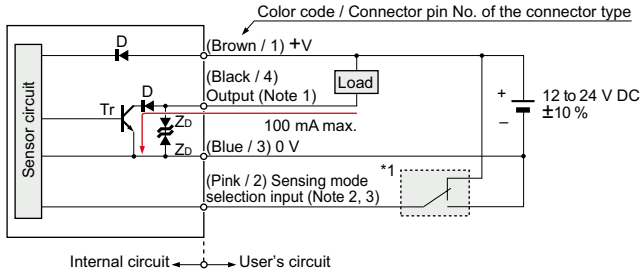 Color code / Connector pin No. of the connector type
D
(Brown / 1) +V
(Black / 4)
Output (Note 1)
Load
D
Tr
ZD
100 mA max.
ZD
(Blue / 3) 0 V
+
–
12 to 24 V DC
±10 %
Sensor circuit
*1
(Pink / 2) Sensing mode
selection input (Note 2, 3)
Internal circuit
User's circuit